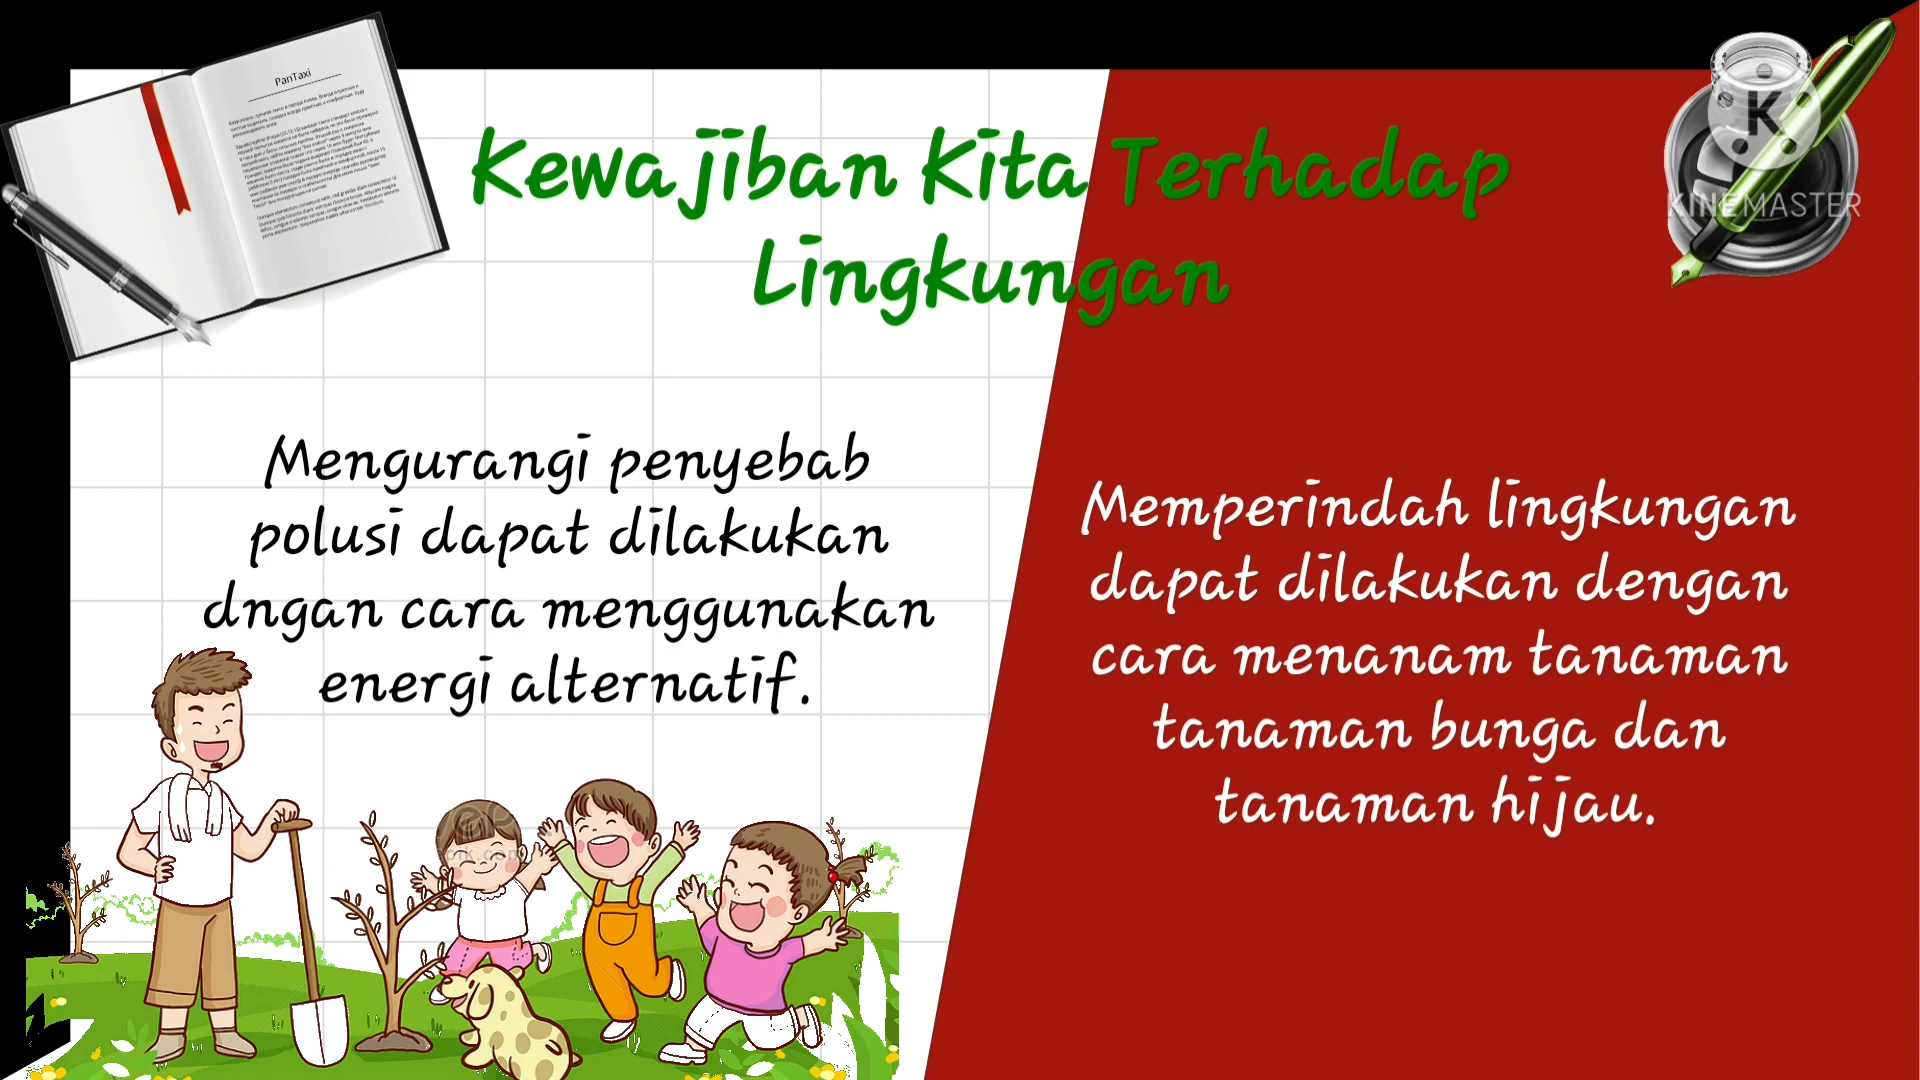 PanTaxi
Kewajiban Kita Terhadap
Lingkungan
K
KINEMASTER
Mengurangi penyebab
polusi dapat dilakukan
dngan cara menggunakan
energi alternatif.
Memperindah lingkungan
dapat dilakukan dengan
cara menanam tanaman
tanaman bunga dan
tanaman hijau.